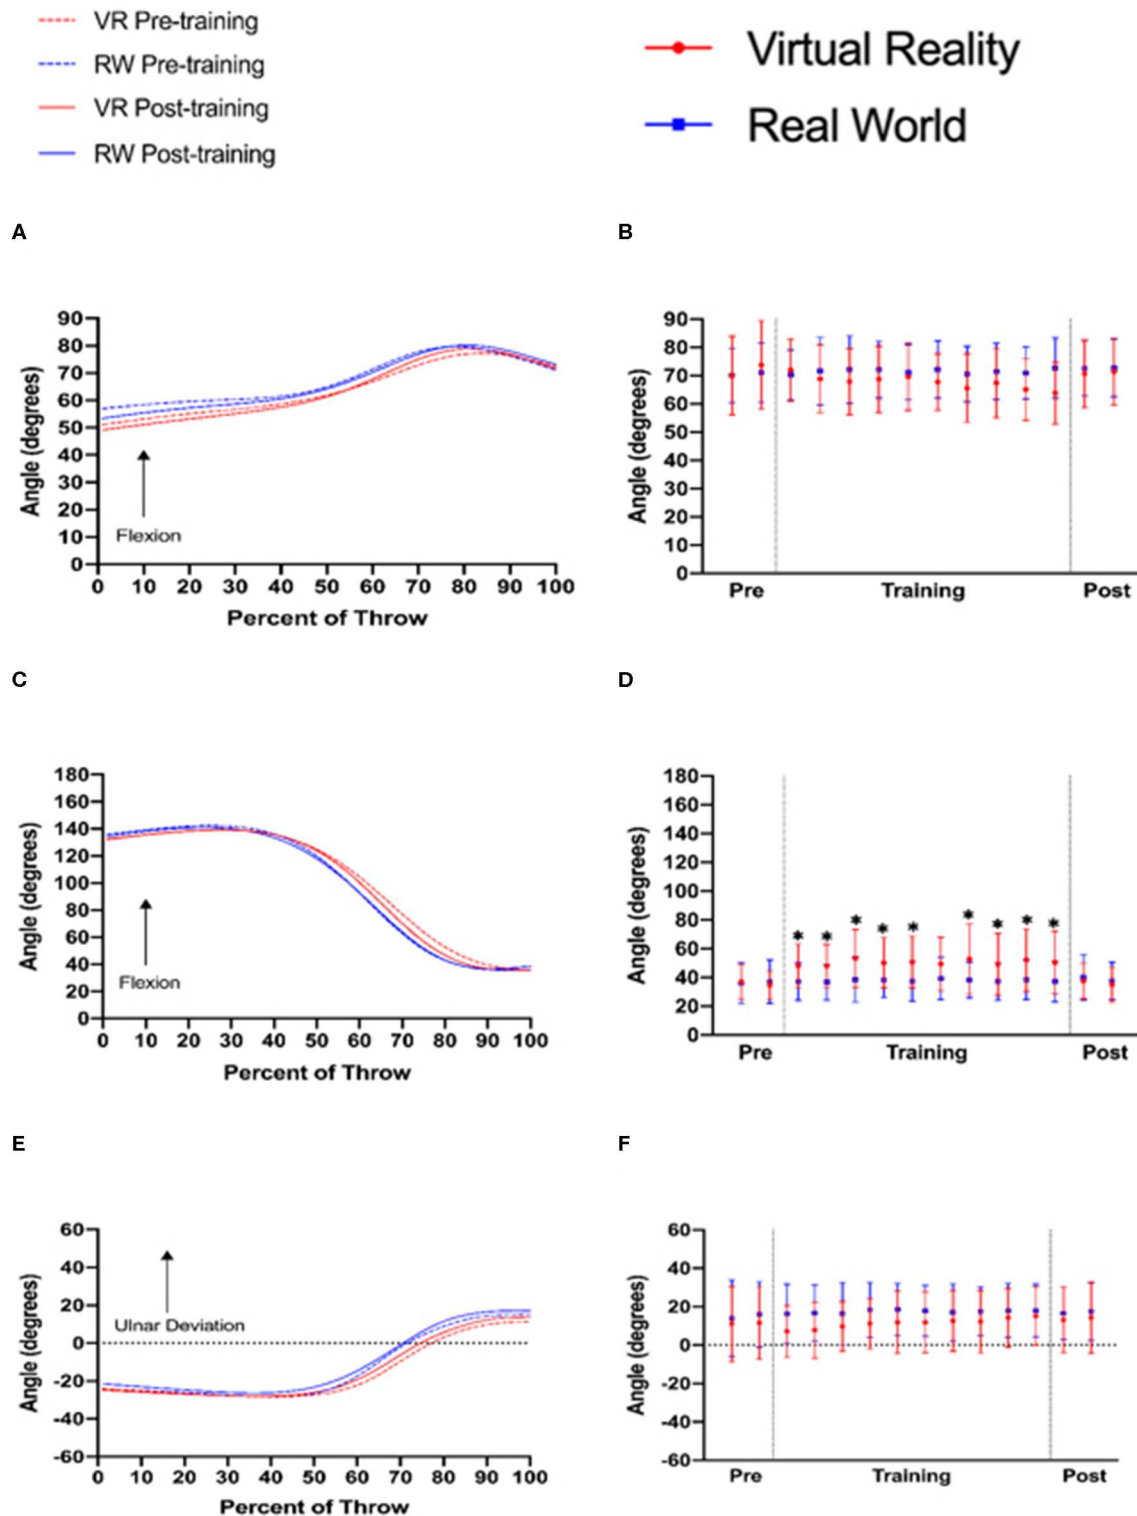 VR Pre-training
RW Pre-training
VR Post-training
RW Post-training
Virtual Reality
Real World
A
90
80
70
60
50
40
30
20
10
0
Angle (degrees)
Flexion
0 10 20 30 40 50 60 70 80 90 100
Percent of Throw
B
90
80
70
60
50
40
30
20
10
0
Angle (degrees)
Pre Training Post
C
180
160
140
120
100
80
60
40
20
0
Angle (degrees)
Flexion
0 10 20 30 40 50 60 70 80 90 100
Percent of Throw
D
180
160
140
120
100
80
60
40
20
0
Angle (degrees)
* * * * * * * * *
Pre Training Post
E
60
40
20
0
-20
-40
-60
Angle (degrees)
Ulnar Deviation
0 10 20 30 40 50 60 70 80 90 100
Percent of Throw
F
60
40
20
0
-20
-40
-60
Angle (degrees)
Pre Training Post